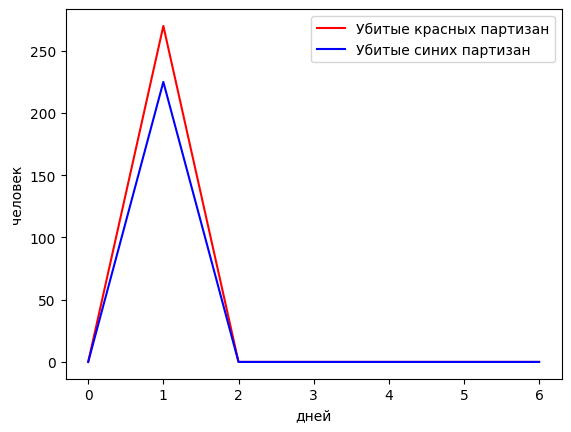 Убитые красных партизан
Убитые синих партизан
человек
250
200
150
100
50
0
0 1 2 3 4 5 6
дней